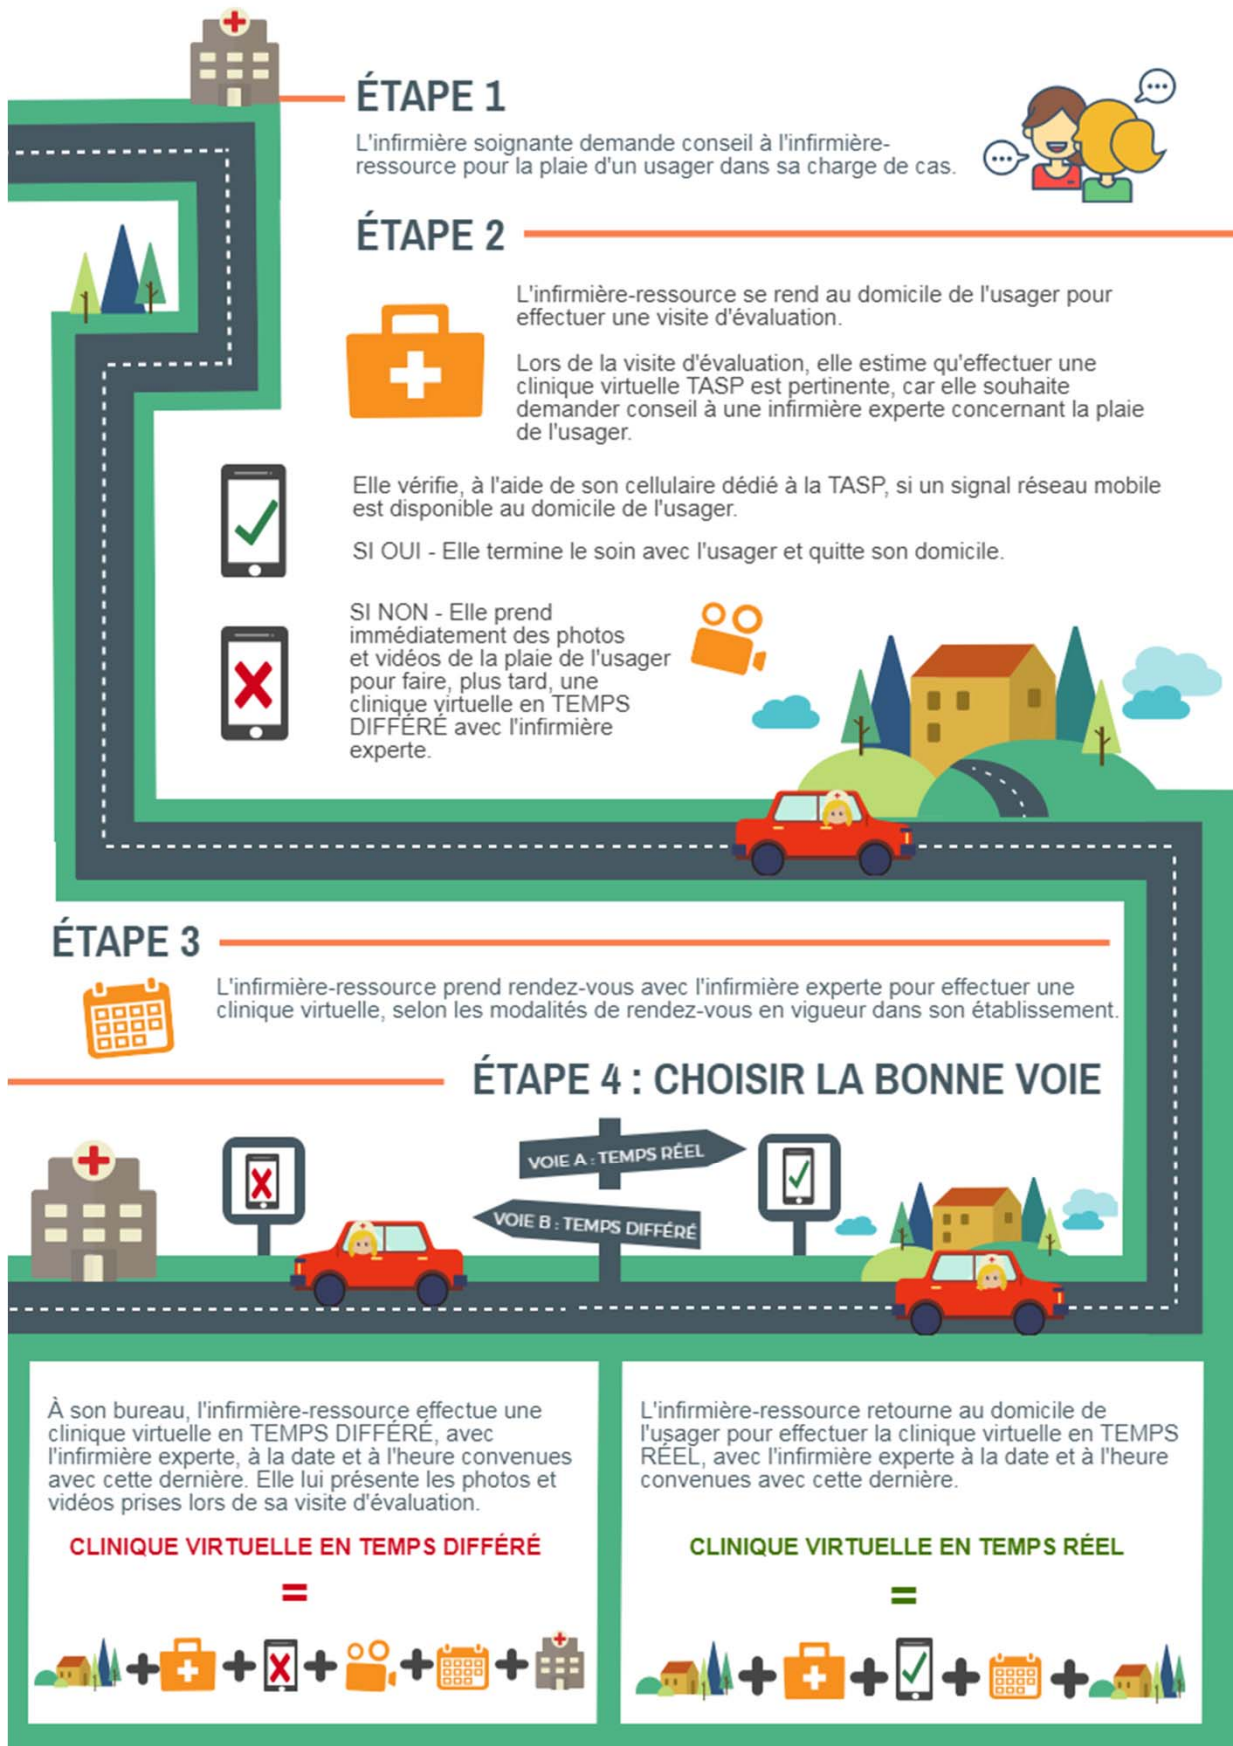 ÉTAPE 1
L'infirmière soignante demande conseil à l'infirmière-
ressource pour la plaie d'un usager dans sa charge de cas.
ÉTAPE 2
L'infirmière-ressource se rend au domicile de l'usager pour
effectuer une visite d'évaluation.
Lors de la visite d'évaluation, elle estime qu'effectuer une
clinique virtuelle TASP est pertinente, car elle souhaite
demander conseil à une infirmière experte concernant la plaie
de l'usager.
Elle vérifie, à l'aide de son cellulaire dédié à la TASP, si un signal réseau mobile
est disponible au domicile de l'usager.
SI OUI - Elle termine le soin avec l'usager et quitte son domicile.
SI NON - Elle prend
immédiatement des photos
et vidéos de la plaie de l'usager
pour faire, plus tard, une
clinique virtuelle en TEMPS
DIFFÉRÉ avec l'infirmière
experte.
ÉTAPE 3
L'infirmière-ressource prend rendez-vous avec l'infirmière experte pour effectuer une
clinique virtuelle, selon les modalités de rendez-vous en vigueur dans son établissement.
ÉTAPE 4 : CHOISIR LA BONNE VOIE
VOIE A : TEMPS RÉEL
VOIE B : TEMPS DIFFÉRÉ
À son bureau, l'infirmière-ressource effectue une
clinique virtuelle en TEMPS DIFFÉRÉ, avec
l'infirmière experte, à la date et à l'heure convenues
avec cette dernière. Elle lui présente les photos et
vidéos prises lors de sa visite d'évaluation.
CLINIQUE VIRTUELLE EN TEMPS DIFFÉRÉ
=
L'infirmière-ressource retourne au domicile de
l'usager pour effectuer la clinique virtuelle en TEMPS
RÉEL, avec l'infirmière experte à la date et à l'heure
convenues avec cette dernière.
CLINIQUE VIRTUELLE EN TEMPS RÉEL
=